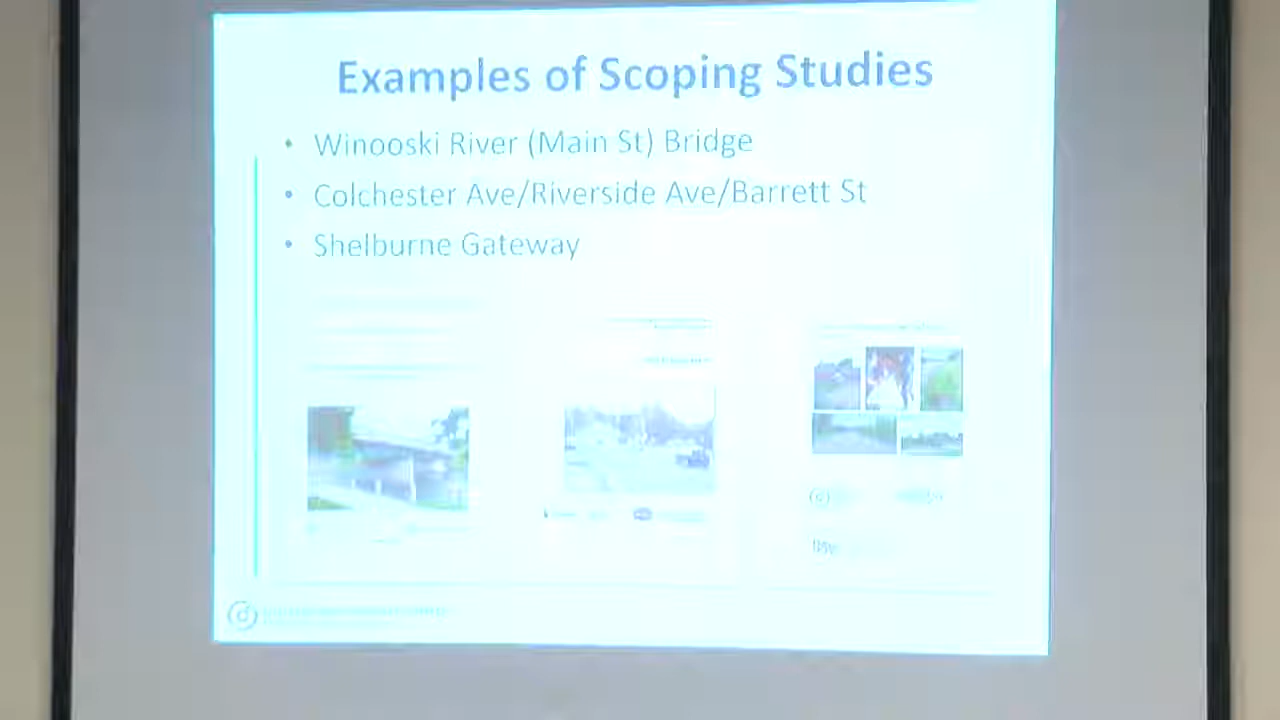 Examples of Scoping Studies
• Winooski River (Main St) Bridge
• Colchester Ave/Riverside Ave/Barrett St
• Shelburne Gateway